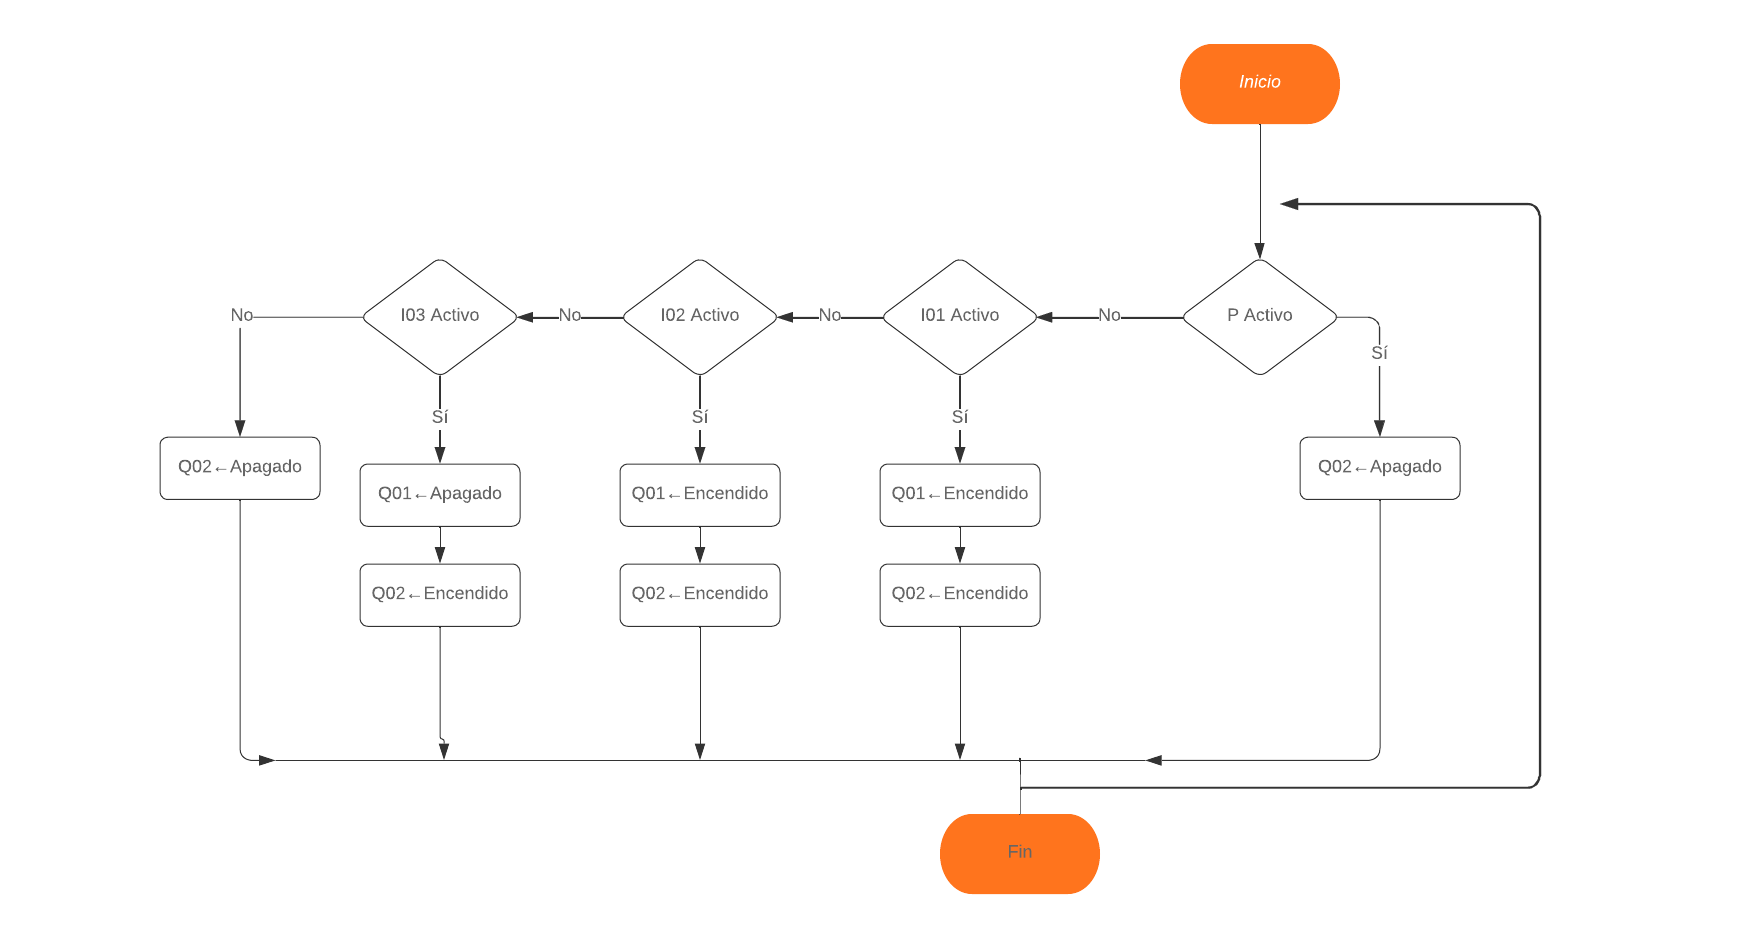 Inicio
No
I03 Activo
No
I02 Activo
No
I01 Activo
No
P Activo
Sí
Sí
Sí
Sí
Q02←Apagado
Q01←Apagado
Q01←Encendido
Q01←Encendido
Q02←Apagado
Q02←Encendido
Q02←Encendido
Q02←Encendido
Fin